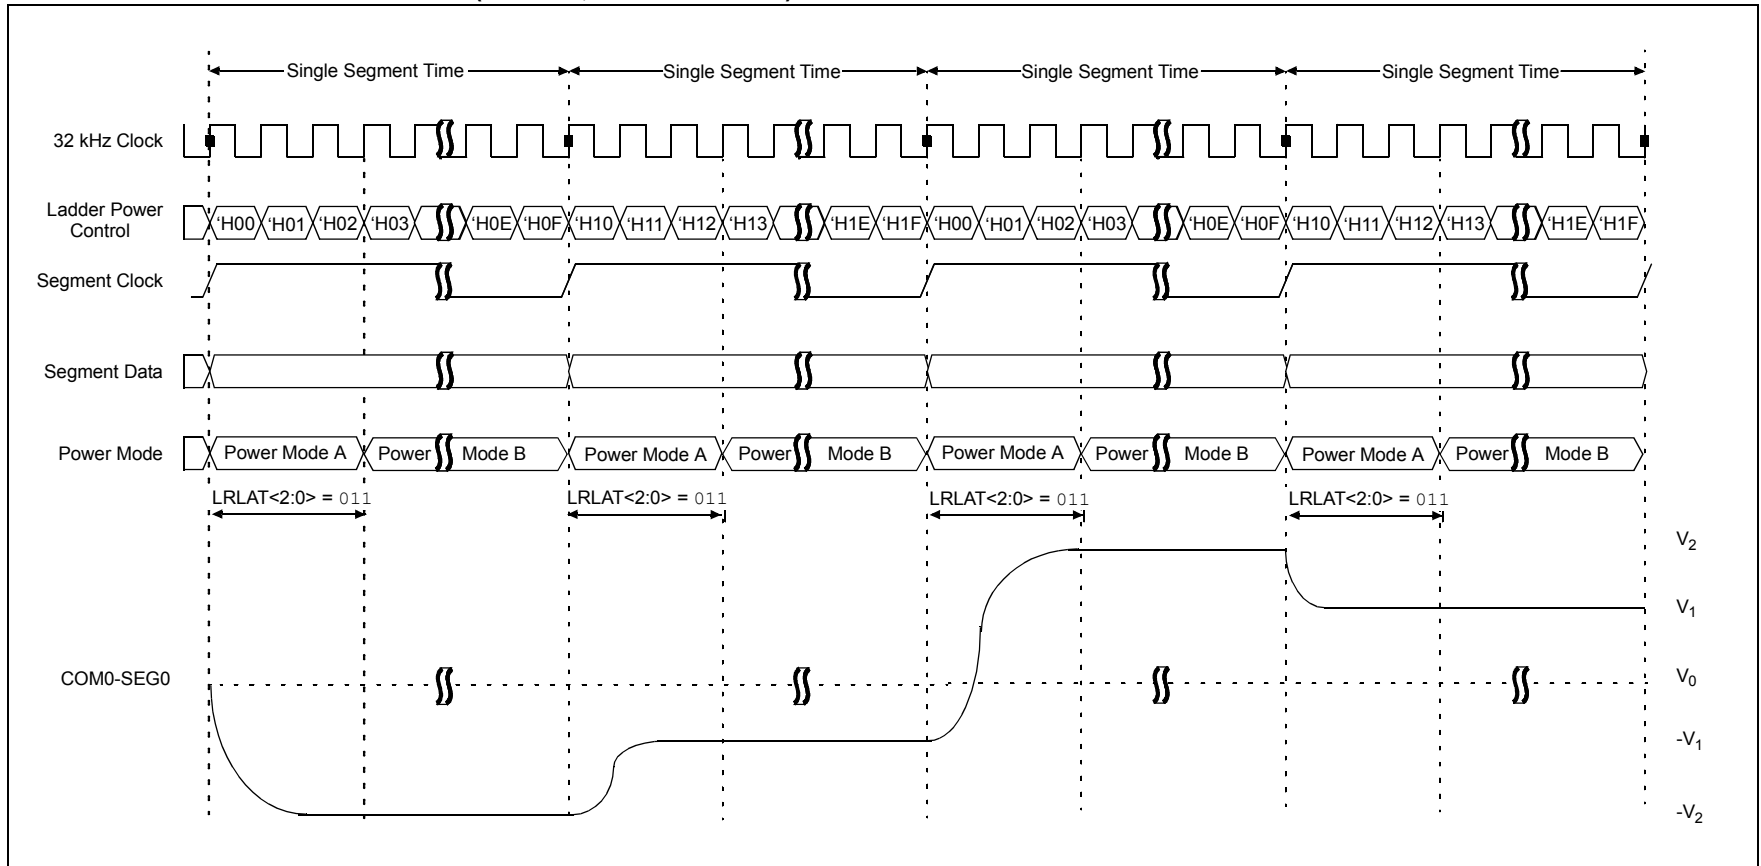 Single Segment Time Single Segment Time Single Segment Time Single Segment Time
32 kHz Clock
Ladder Power
Control
‘H00 ‘H01 ‘H02 ‘H03 ‘H0E ‘H0F ‘H10 ‘H11 ‘H12 ‘H13 ‘H1E ‘H1F ‘H00 ‘H01 ‘H02 ‘H03 ‘H0E ‘H0F ‘H10 ‘H11 ‘H12 ‘H13 ‘H1E ‘H1F
Segment Clock
Segment Data
Power Mode Power Mode A Power Mode B Power Mode A Power Mode B Power Mode A Power Mode B Power Mode A Power Mode B
LRLAT<2:0> = 011 LRLAT<2:0> = 011 LRLAT<2:0> = 011 LRLAT<2:0> = 011
V2
V1
COM0-SEG0 V0
-V1
-V2